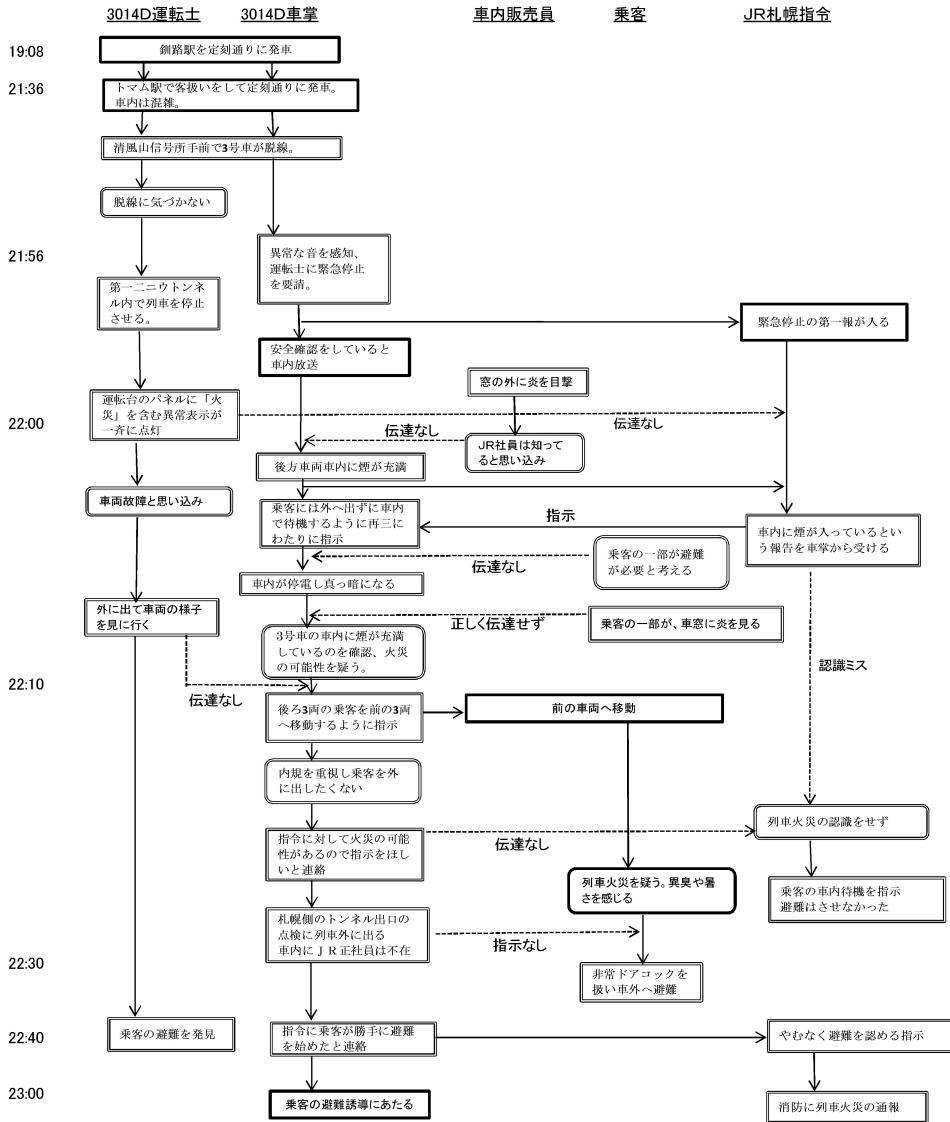 3014D運転士
3014D車掌
車内販売員
乗客
JR札幌指令
19:08
釧路駅を定刻通りに発車
21:36
トマム駅で客扱いをして定刻通りに発車。
車内は混雑。
清風山信号所手前で3号車が脱線。
脱線に気づかない
21:56
異常な音を感知、
運転士に緊急停止
を要請。
第一ニニウトンネ
ル内で列車を停止
させる。
緊急停止の第一報が入る
安全確認をしていると
車内放送
窓の外に炎を目撃
運転台のパネルに「火
災」を含む異常表示が
一斉に点灯
22:00
伝達なし
伝達なし
JR社員は知って
ると思い込み
後方車両車内に煙が充満
車両故障と思い込み
乗客には外へ出ずに車内
で待機するように再三に
わたりに指示
指示
車内に煙が入っているとい
う報告を車掌から受ける
乗客の一部が避難
が必要と考える
伝達なし
車内が停電し真っ暗になる
外に出て車両の様子
を見に行く
正しく伝達せず
乗客の一部が、車窓に炎を見る
3号車の車内に煙が充満
しているのを確認、火災
の可能性を疑う。
認識ミス
22:10
伝達なし
後ろ3両の乗客を前の3両
へ移動するように指示
前の車両へ移動
内規を重視し乗客を外
に出したくない
列車火災の認識をせず
指令に対して火災の可能
性があるので指示をほし
いと連絡
伝達なし
列車火災を疑う。異臭や暑
さを感じる
乗客の車内待機を指示
避難はさせなかった
札幌側のトンネル出口の
点検に列車外に出る
車内にＪＲ正社員は不在
指示なし
22:30
非常ドアコックを
扱い車外へ避難
22:40
乗客の避難を発見
指令に乗客が勝手に避難
を始めたと連絡
やむなく避難を認める指示
23:00
乗客の避難誘導にあたる
消防に列車火災の通報